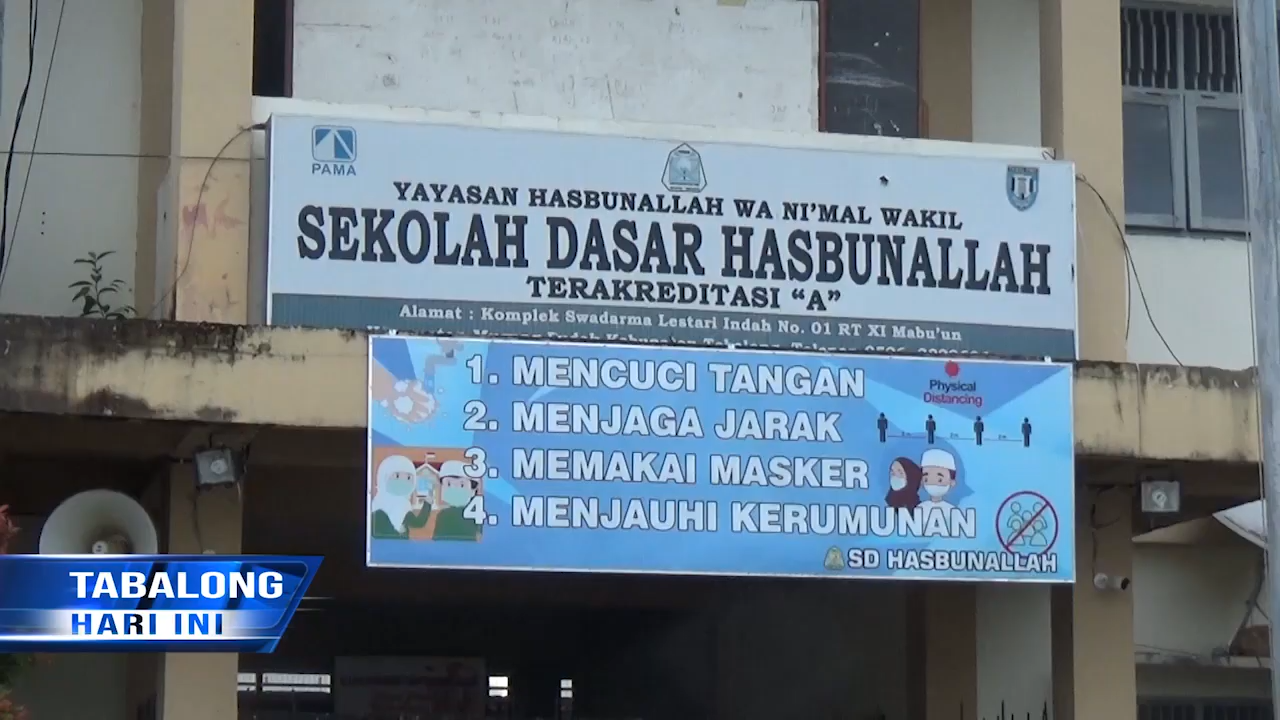 PAMA
YAYASAN HASBUNALLAH WA NI'MAL WAKIL
SEKOLAH DASAR HASBUNALLAH
TERAKREDITASI "A"
Alamat : Komplek Swadarma Lestari Indah No. 01 RT XI Mabu'un
1. MENCUCI TANGAN
2. MENJAGA JARAK
3. MEMAKAI MASKER
4. MENJAUHI KERUMUNAN
Physical
Distancing
SD HASBUNALLAH
TABALONG
HARI INI